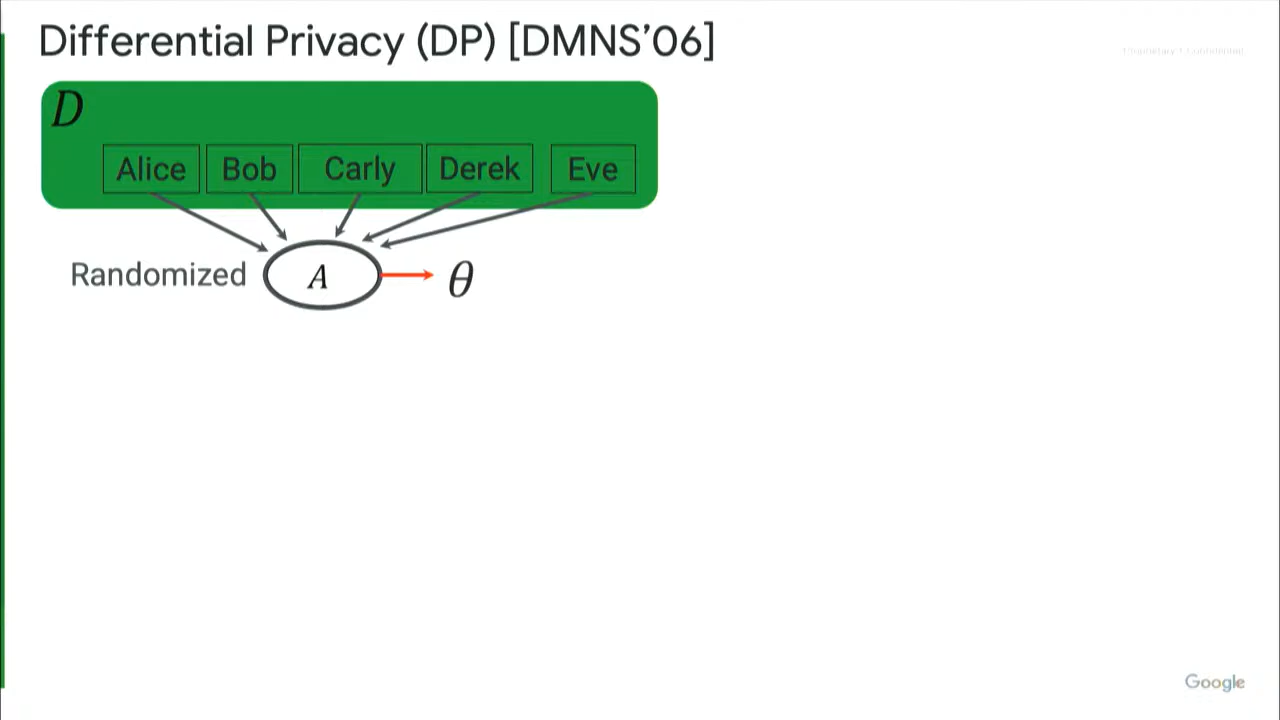 Differential Privacy (DP) [DMNS’06]
D
Alice Bob Carly Derek Eve
Randomized A θ
Google